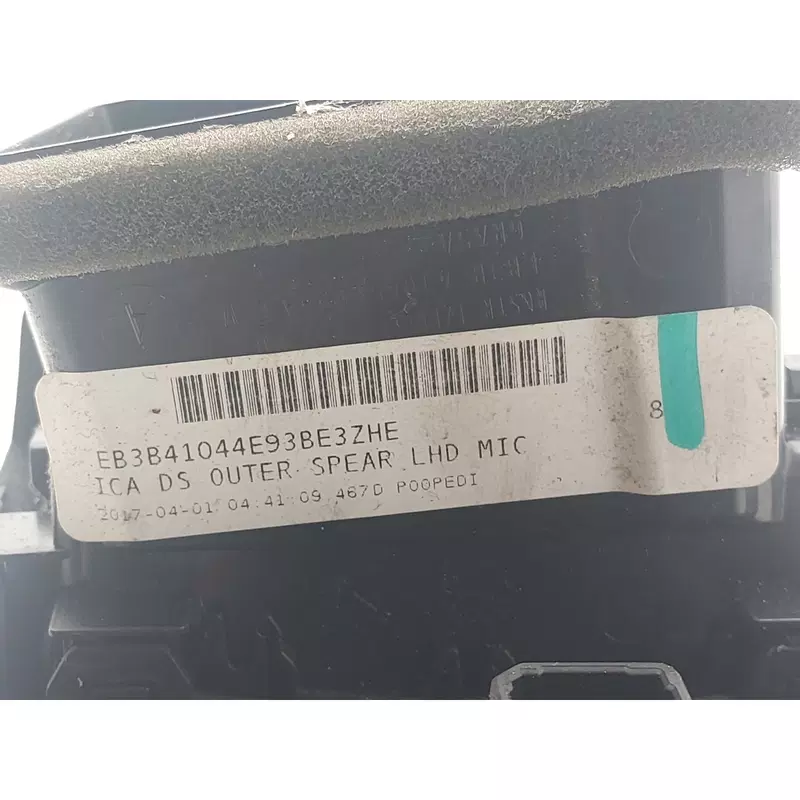 EB3B41044E93BE3ZHE
ICA DS OUTER SPEAR LHD MIC
2017-04-01 04:41:09 467D POOPEDI
8